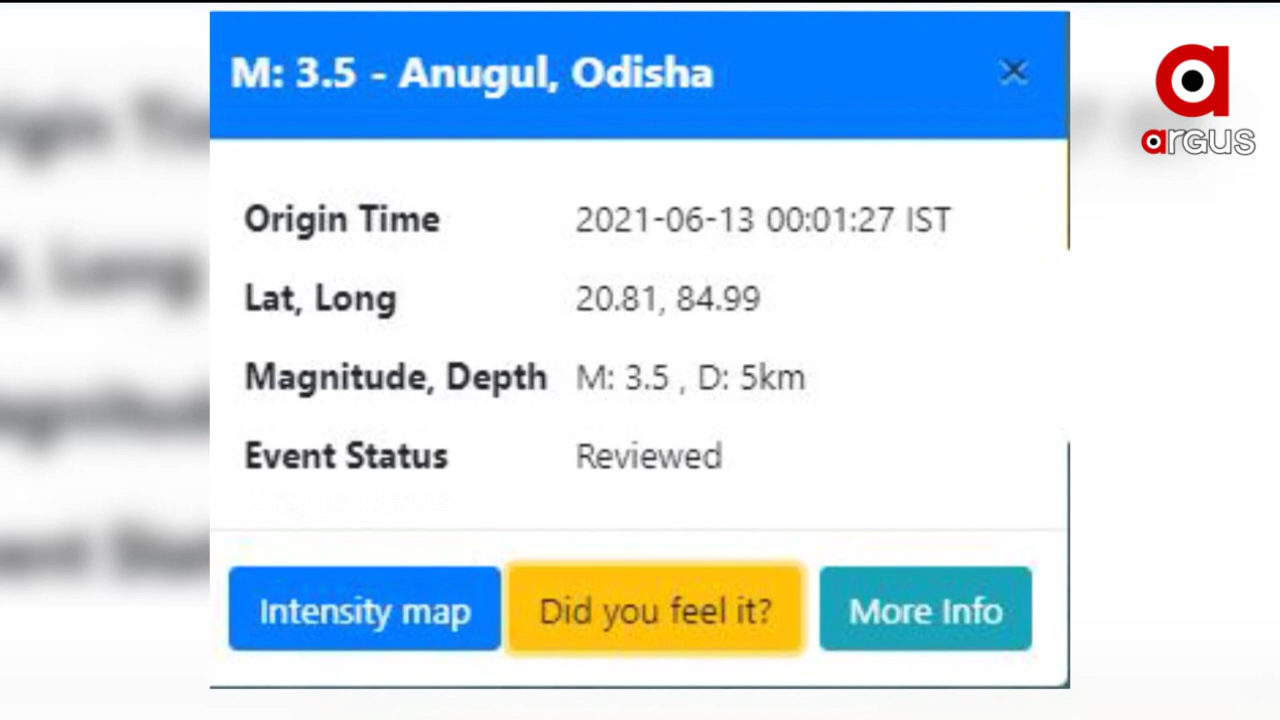 M: 3.5 - Anugul, Odisha ×
argus
Origin Time 2021-06-13 00:01:27 IST
Lat, Long 20.81, 84.99
Magnitude, Depth M: 3.5 , D: 5km
Event Status Reviewed
Intensity map Did you feel it? More Info